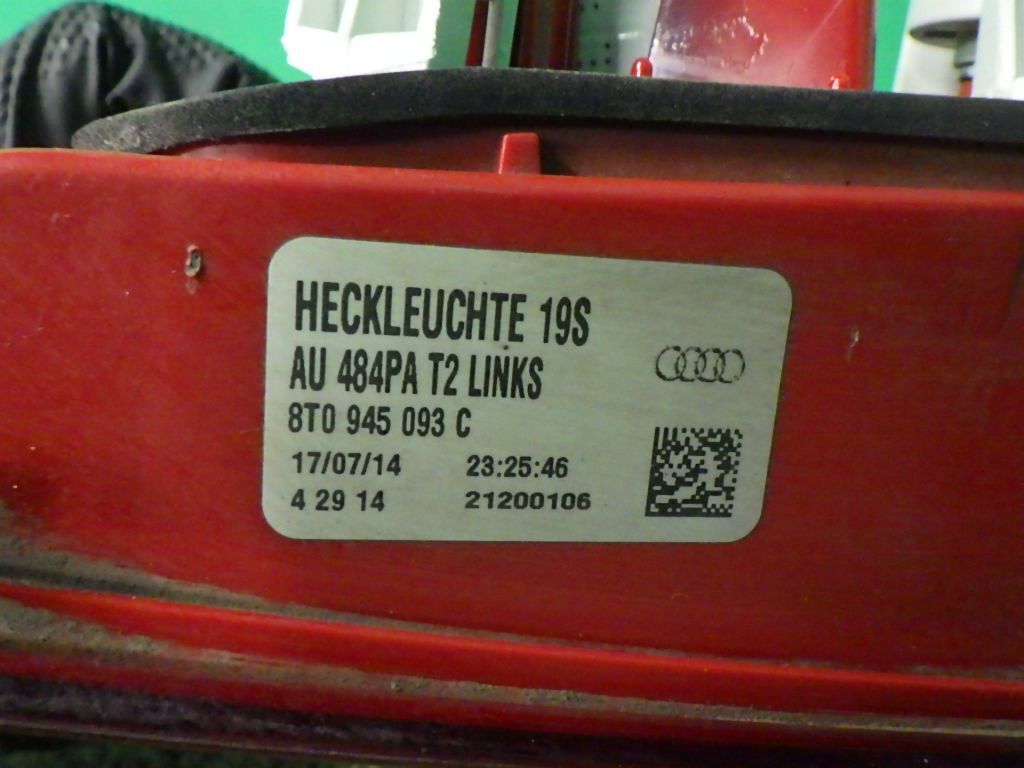 HECKLEUCHTE 19S
AU 484PA T2 LINKS
8T0 945 093 C
17/07/14 23:25:46
4 29 14 21200106